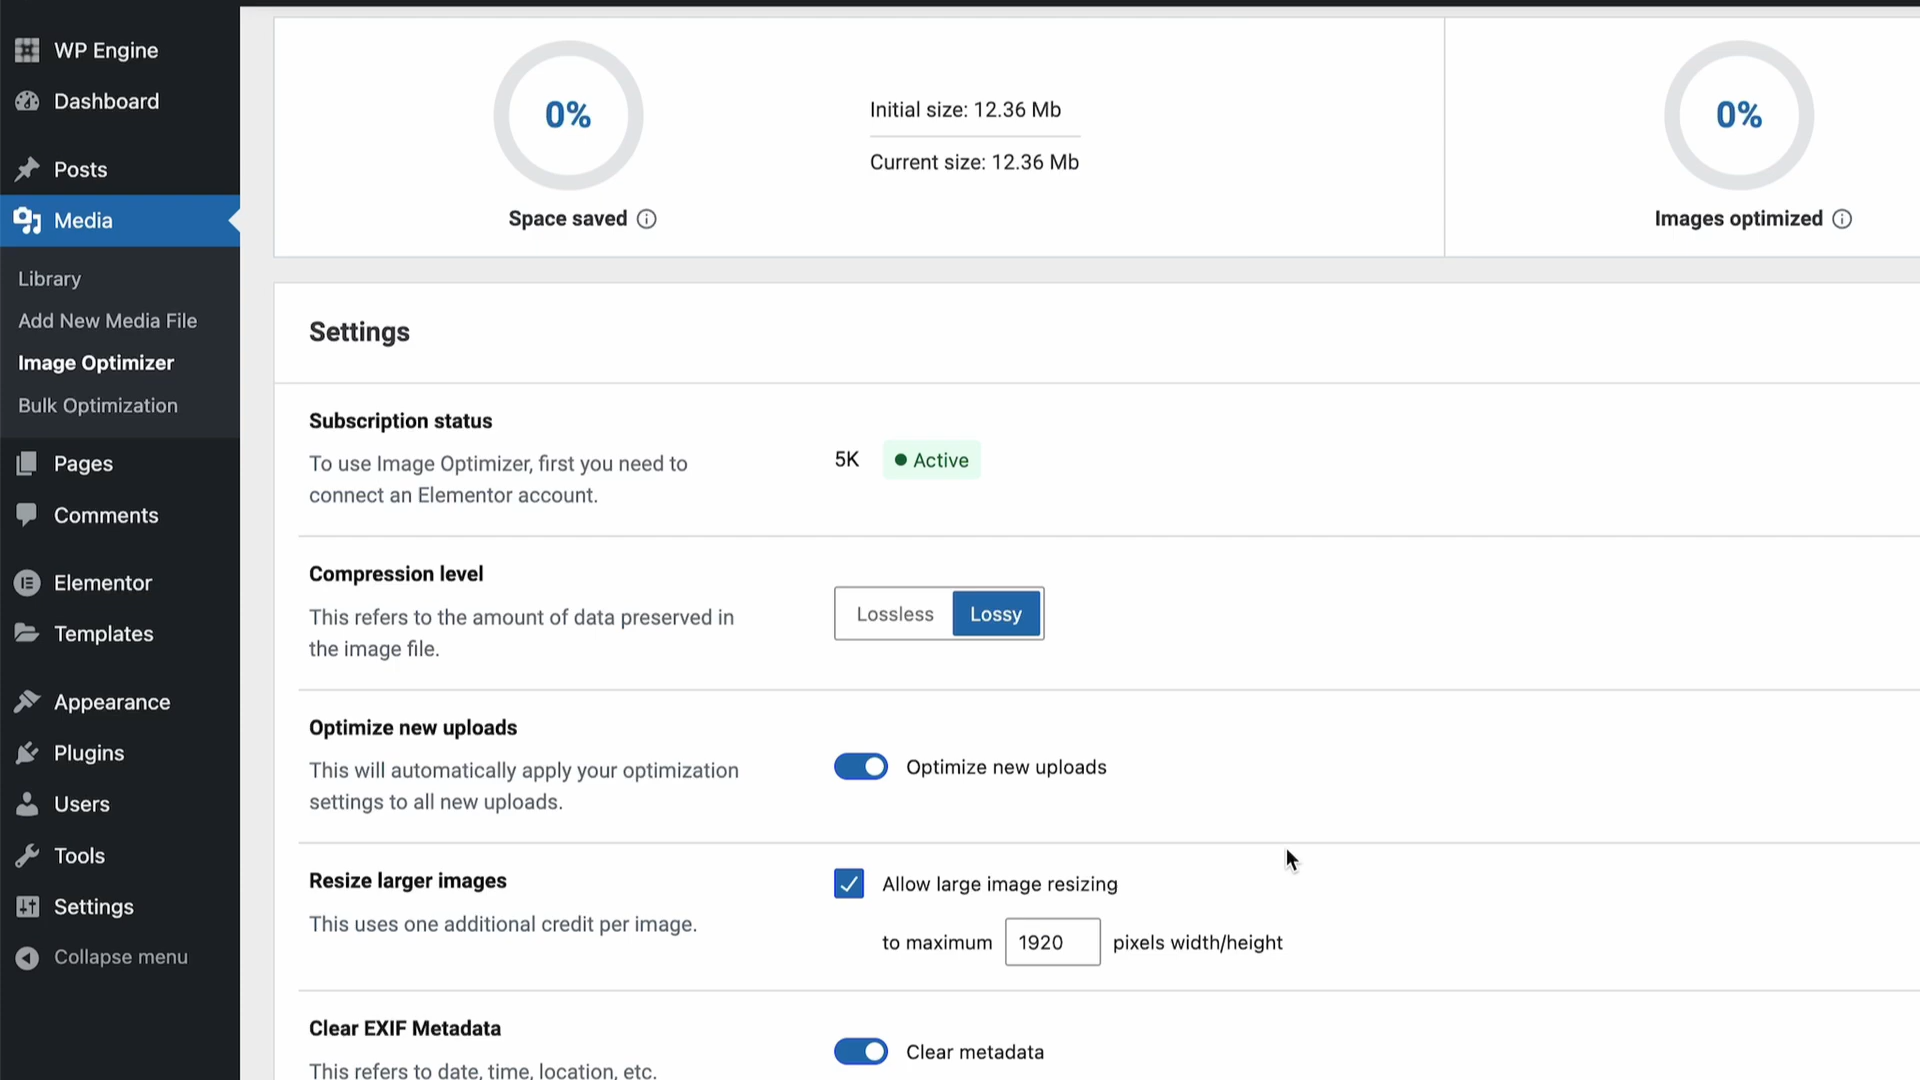 WP Engine
Dashboard
Posts
Media
Library
Add New Media File
Image Optimizer
Bulk Optimization
Pages
Comments
Elementor
Templates
Appearance
Plugins
Users
Tools
Settings
Collapse menu
0%
Space saved
Initial size: 12.36 Mb
Current size: 12.36 Mb
0%
Images optimized
Settings
Subscription status
To use Image Optimizer, first you need to
connect an Elementor account.
5K Active
Compression level
This refers to the amount of data preserved in
the image file.
Lossless Lossy
Optimize new uploads
This will automatically apply your optimization
settings to all new uploads.
Optimize new uploads
Resize larger images
This uses one additional credit per image.
Allow large image resizing
to maximum 1920 pixels width/height
Clear EXIF Metadata
This refers to date, time, location, etc.
Clear metadata